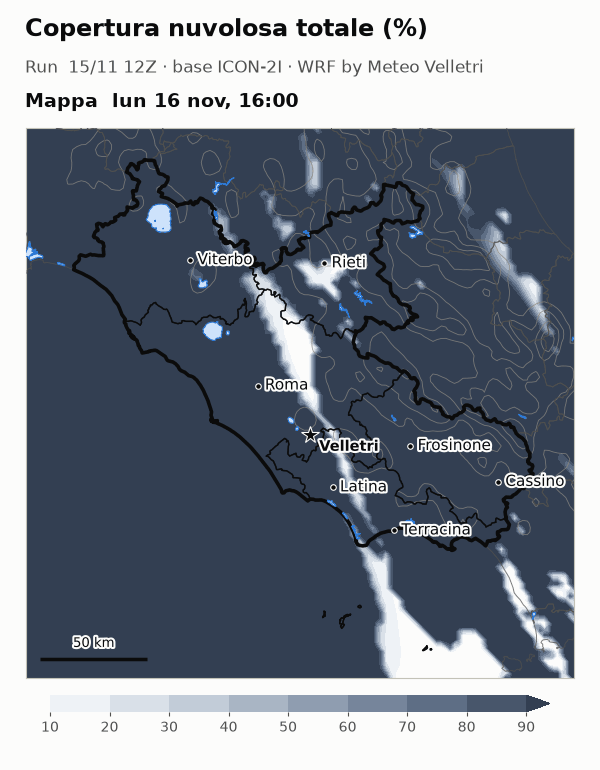 Copertura nuvolosa totale (%)
Run 15/11 12Z · base ICON-2I · WRF by Meteo Velletri
Mappa lun 16 nov, 16:00
Viterbo
Rieti
Roma
Velletri
Frosinone
Cassino
Latina
Terracina
50 km
10 20 30 40 50 60 70 80 90